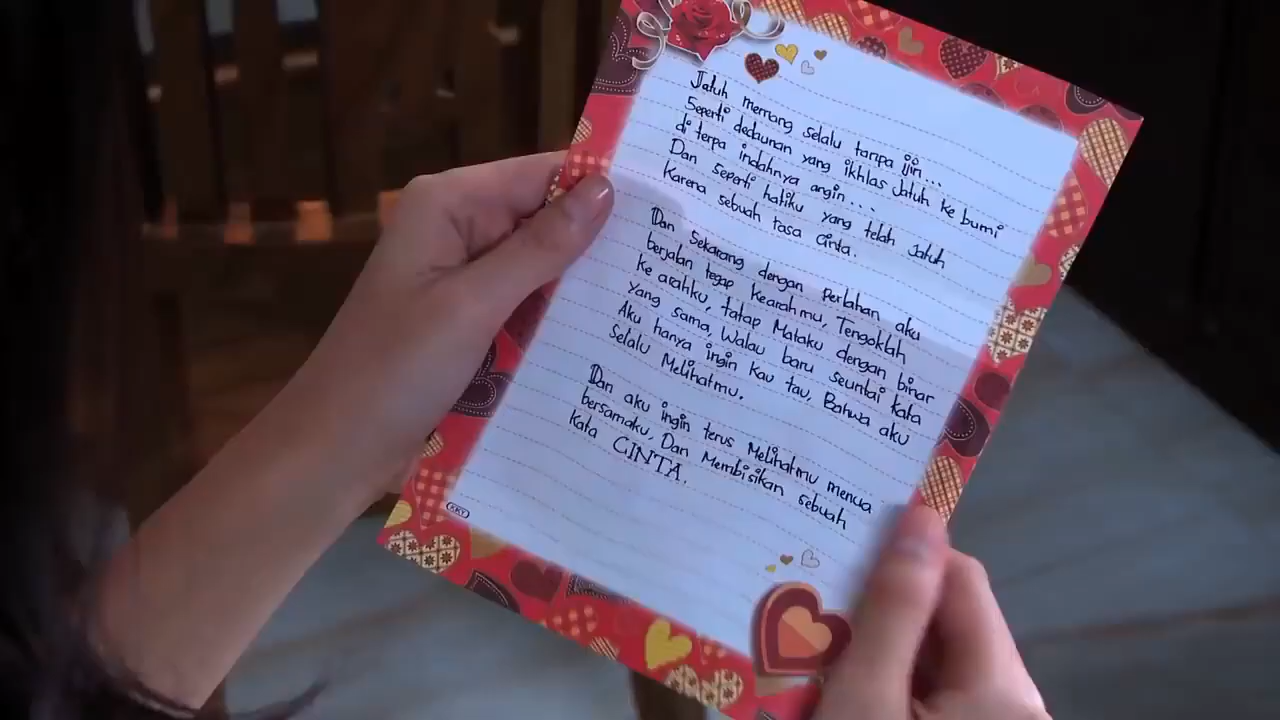 Jatuh memang selalu tanpa ijin...
Seperti dedaunan yang ikhlas Jatuh ke bumi
di terpa indahnya angin...
Dan seperti hatiku yang telah Jatuh
karena sebuah rasa cinta.
Dan Sekarang dengan Perlahan aku
berjalan tegap kearahmu, Tengoklah
ke arahku, tatap Mataku dengan binar
yang sama, Walau baru seuntai kata
Aku hanya ingin kau tau, Bahwa aku
selalu Melihatmu.
Dan aku ingin terus Melihatmu menua
bersamaku, Dan Membisikan sebuah
kata CINTA.
KKY